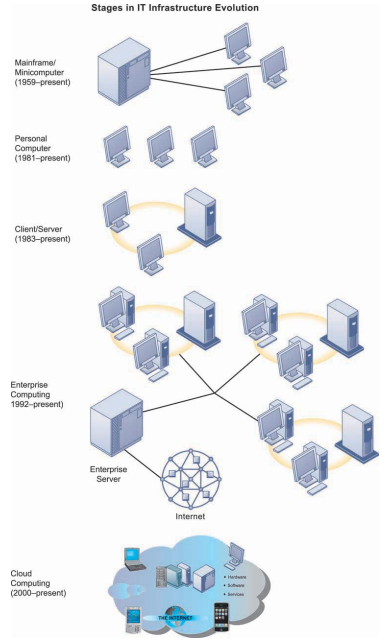 Stages in IT Infrastructure Evolution
Mainframe/
Minicomputer
(1959–present)
Personal
Computer
(1981–present)
Client/Server
(1983–present)
Enterprise
Computing
1992–present)
Enterprise
Server
Internet
Cloud
Computing
(2000–present)
• Hardware
• Software
• Services
THE INTERNET